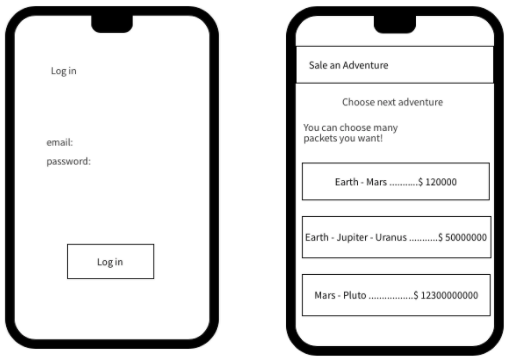 Log in
email:
password:
Log in
Sale an Adventure
Choose next adventure
You can choose many
packets you want!
Earth - Mars ...........$ 120000
Earth - Jupiter - Uranus ...........$ 50000000
Mars - Pluto .................$ 12300000000